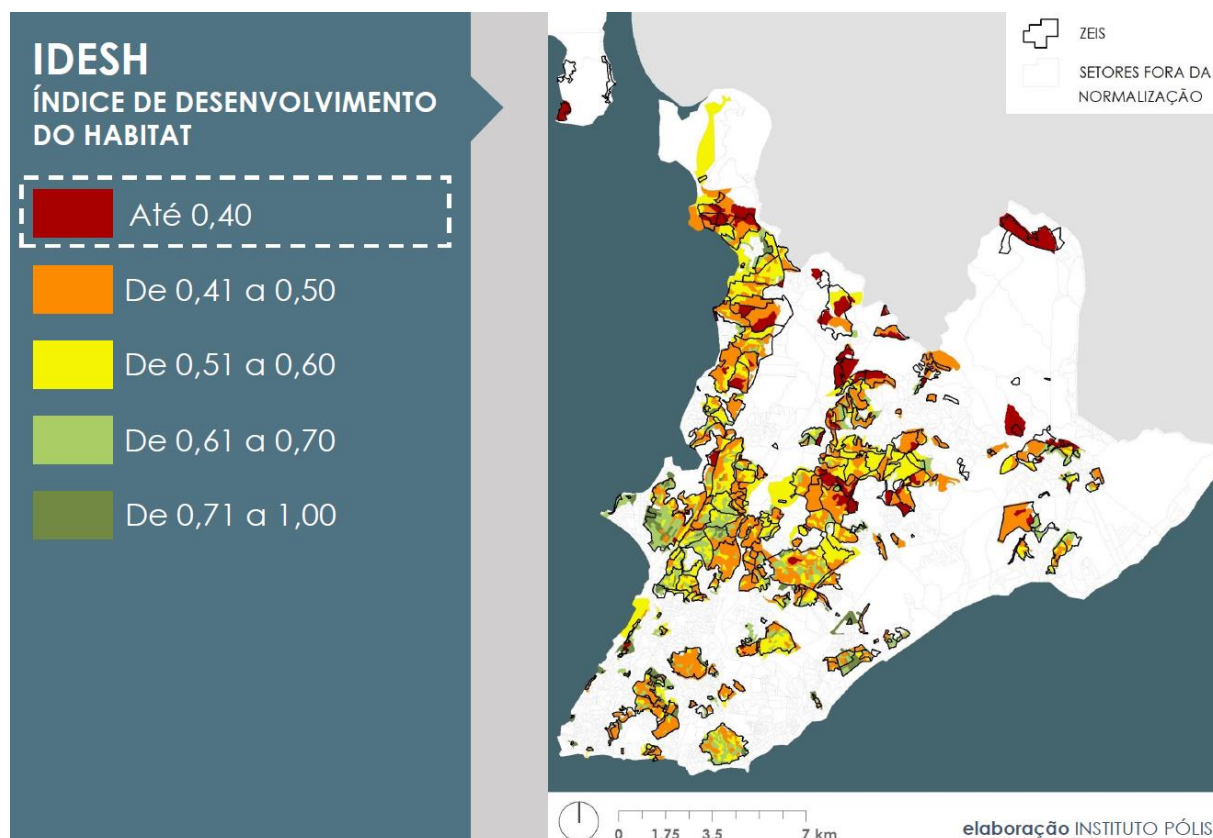 IDESH
ÍNDICE DE DESENVOLVIMENTO
DO HABITAT
Até 0,40
De 0,41 a 0,50
De 0,51 a 0,60
De 0,61 a 0,70
De 0,71 a 1,00
ZEIS
SETORES FORA DA
NORMALIZAÇÃO
0 1.75 3.5 7 km
elaboração INSTITUTO PÓLIS